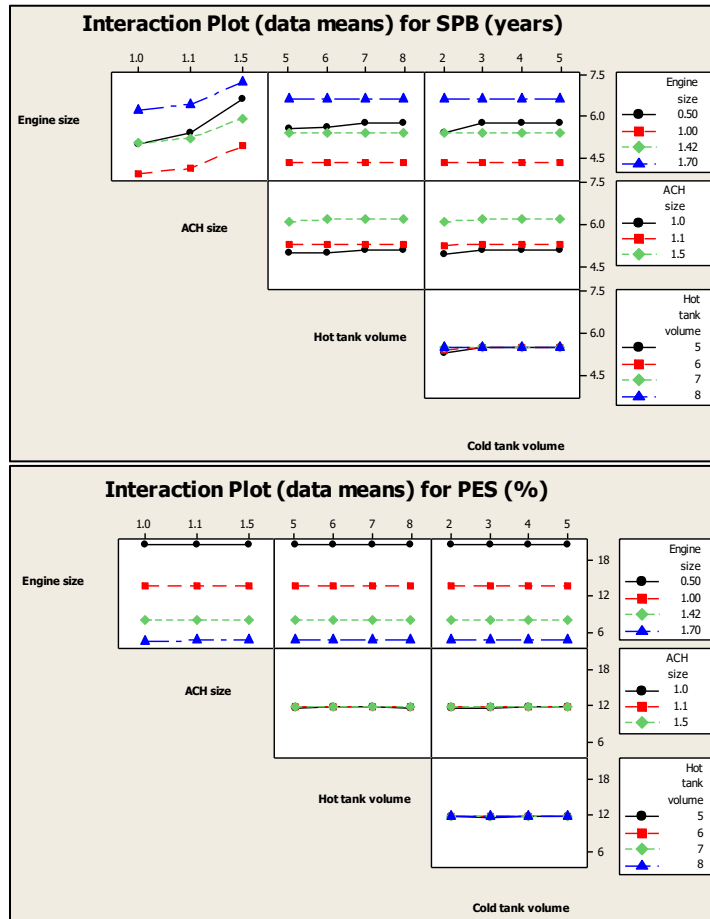 Interaction Plot (data means) for SPB (years)
1.0 1.1 1.5 5 6 7 8 2 3 4 5
Engine size
7.5
6.0
4.5
Engine
size
0.50
1.00
1.42
1.70
ACH size
7.5
6.0
4.5
ACH
size
1.0
1.1
1.5
Hot tank volume
7.5
6.0
4.5
Hot
tank
volume
5
6
7
8
Cold tank volume
Interaction Plot (data means) for PES (%)
1.0 1.1 1.5 5 6 7 8 2 3 4 5
Engine size
18
12
6
Engine
size
0.50
1.00
1.42
1.70
ACH size
18
12
6
ACH
size
1.0
1.1
1.5
Hot tank volume
18
12
6
Hot
tank
volume
5
6
7
8
Cold tank volume